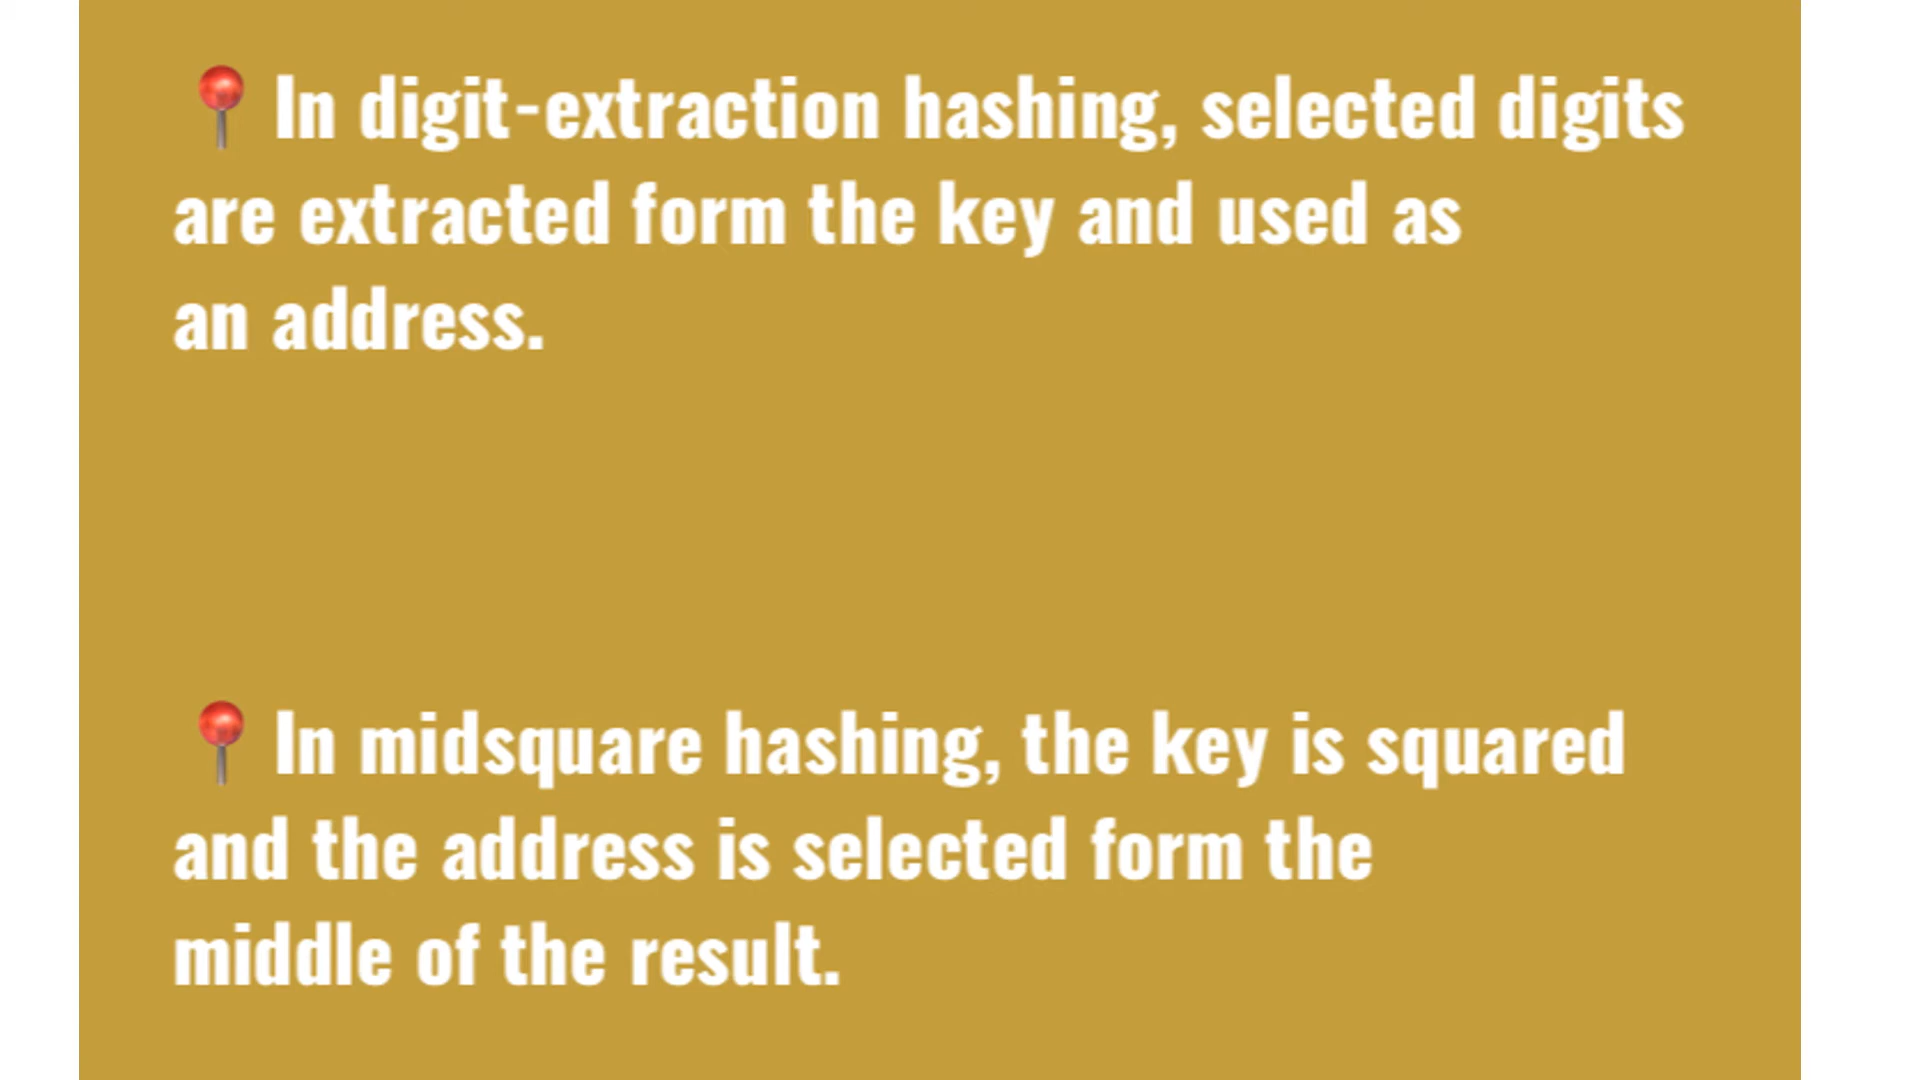 📍 In digit-extraction hashing, selected digits
are extracted form the key and used as
an address.
📍 In midsquare hashing, the key is squared
and the address is selected form the
middle of the result.